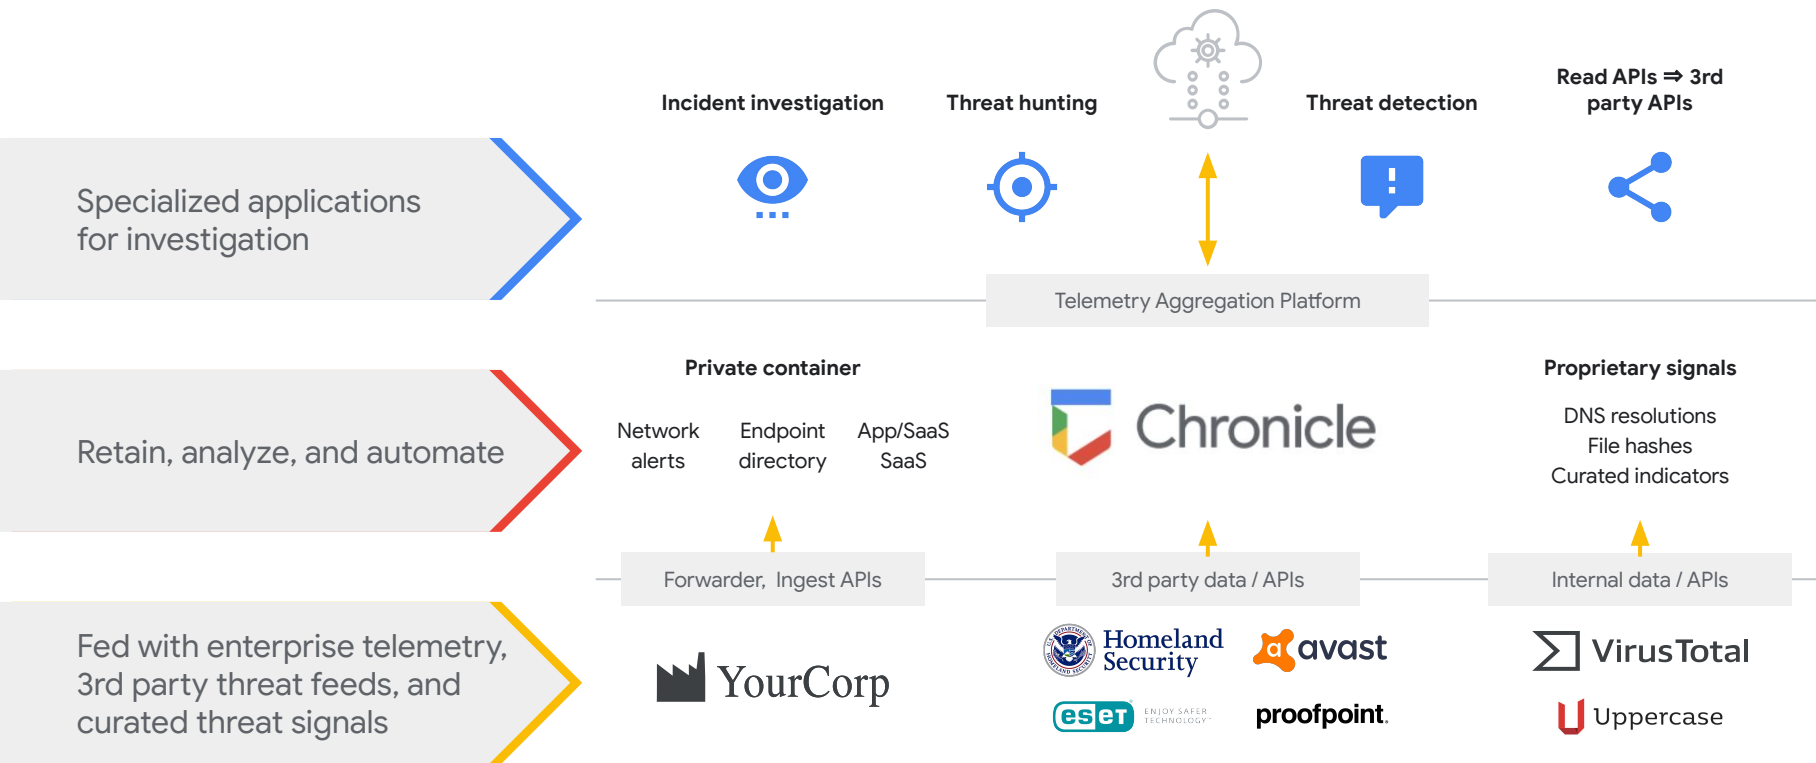 Incident investigation
Threat hunting
Threat detection
Read APIs ⇒ 3rd
party APIs
Specialized applications
for investigation
Telemetry Aggregation Platform
Private container
Proprietary signals
Network
alerts
Endpoint
directory
App/SaaS
SaaS
Chronicle
DNS resolutions
File hashes
Curated indicators
Retain, analyze, and automate
Forwarder, Ingest APIs
3rd party data / APIs
Internal data / APIs
Fed with enterprise telemetry,
3rd party threat feeds, and
curated threat signals
YourCorp
Homeland
Security
avast
eseT
ENJOY SAFER
TECHNOLOGY™
proofpoint.
VirusTotal
Uppercase